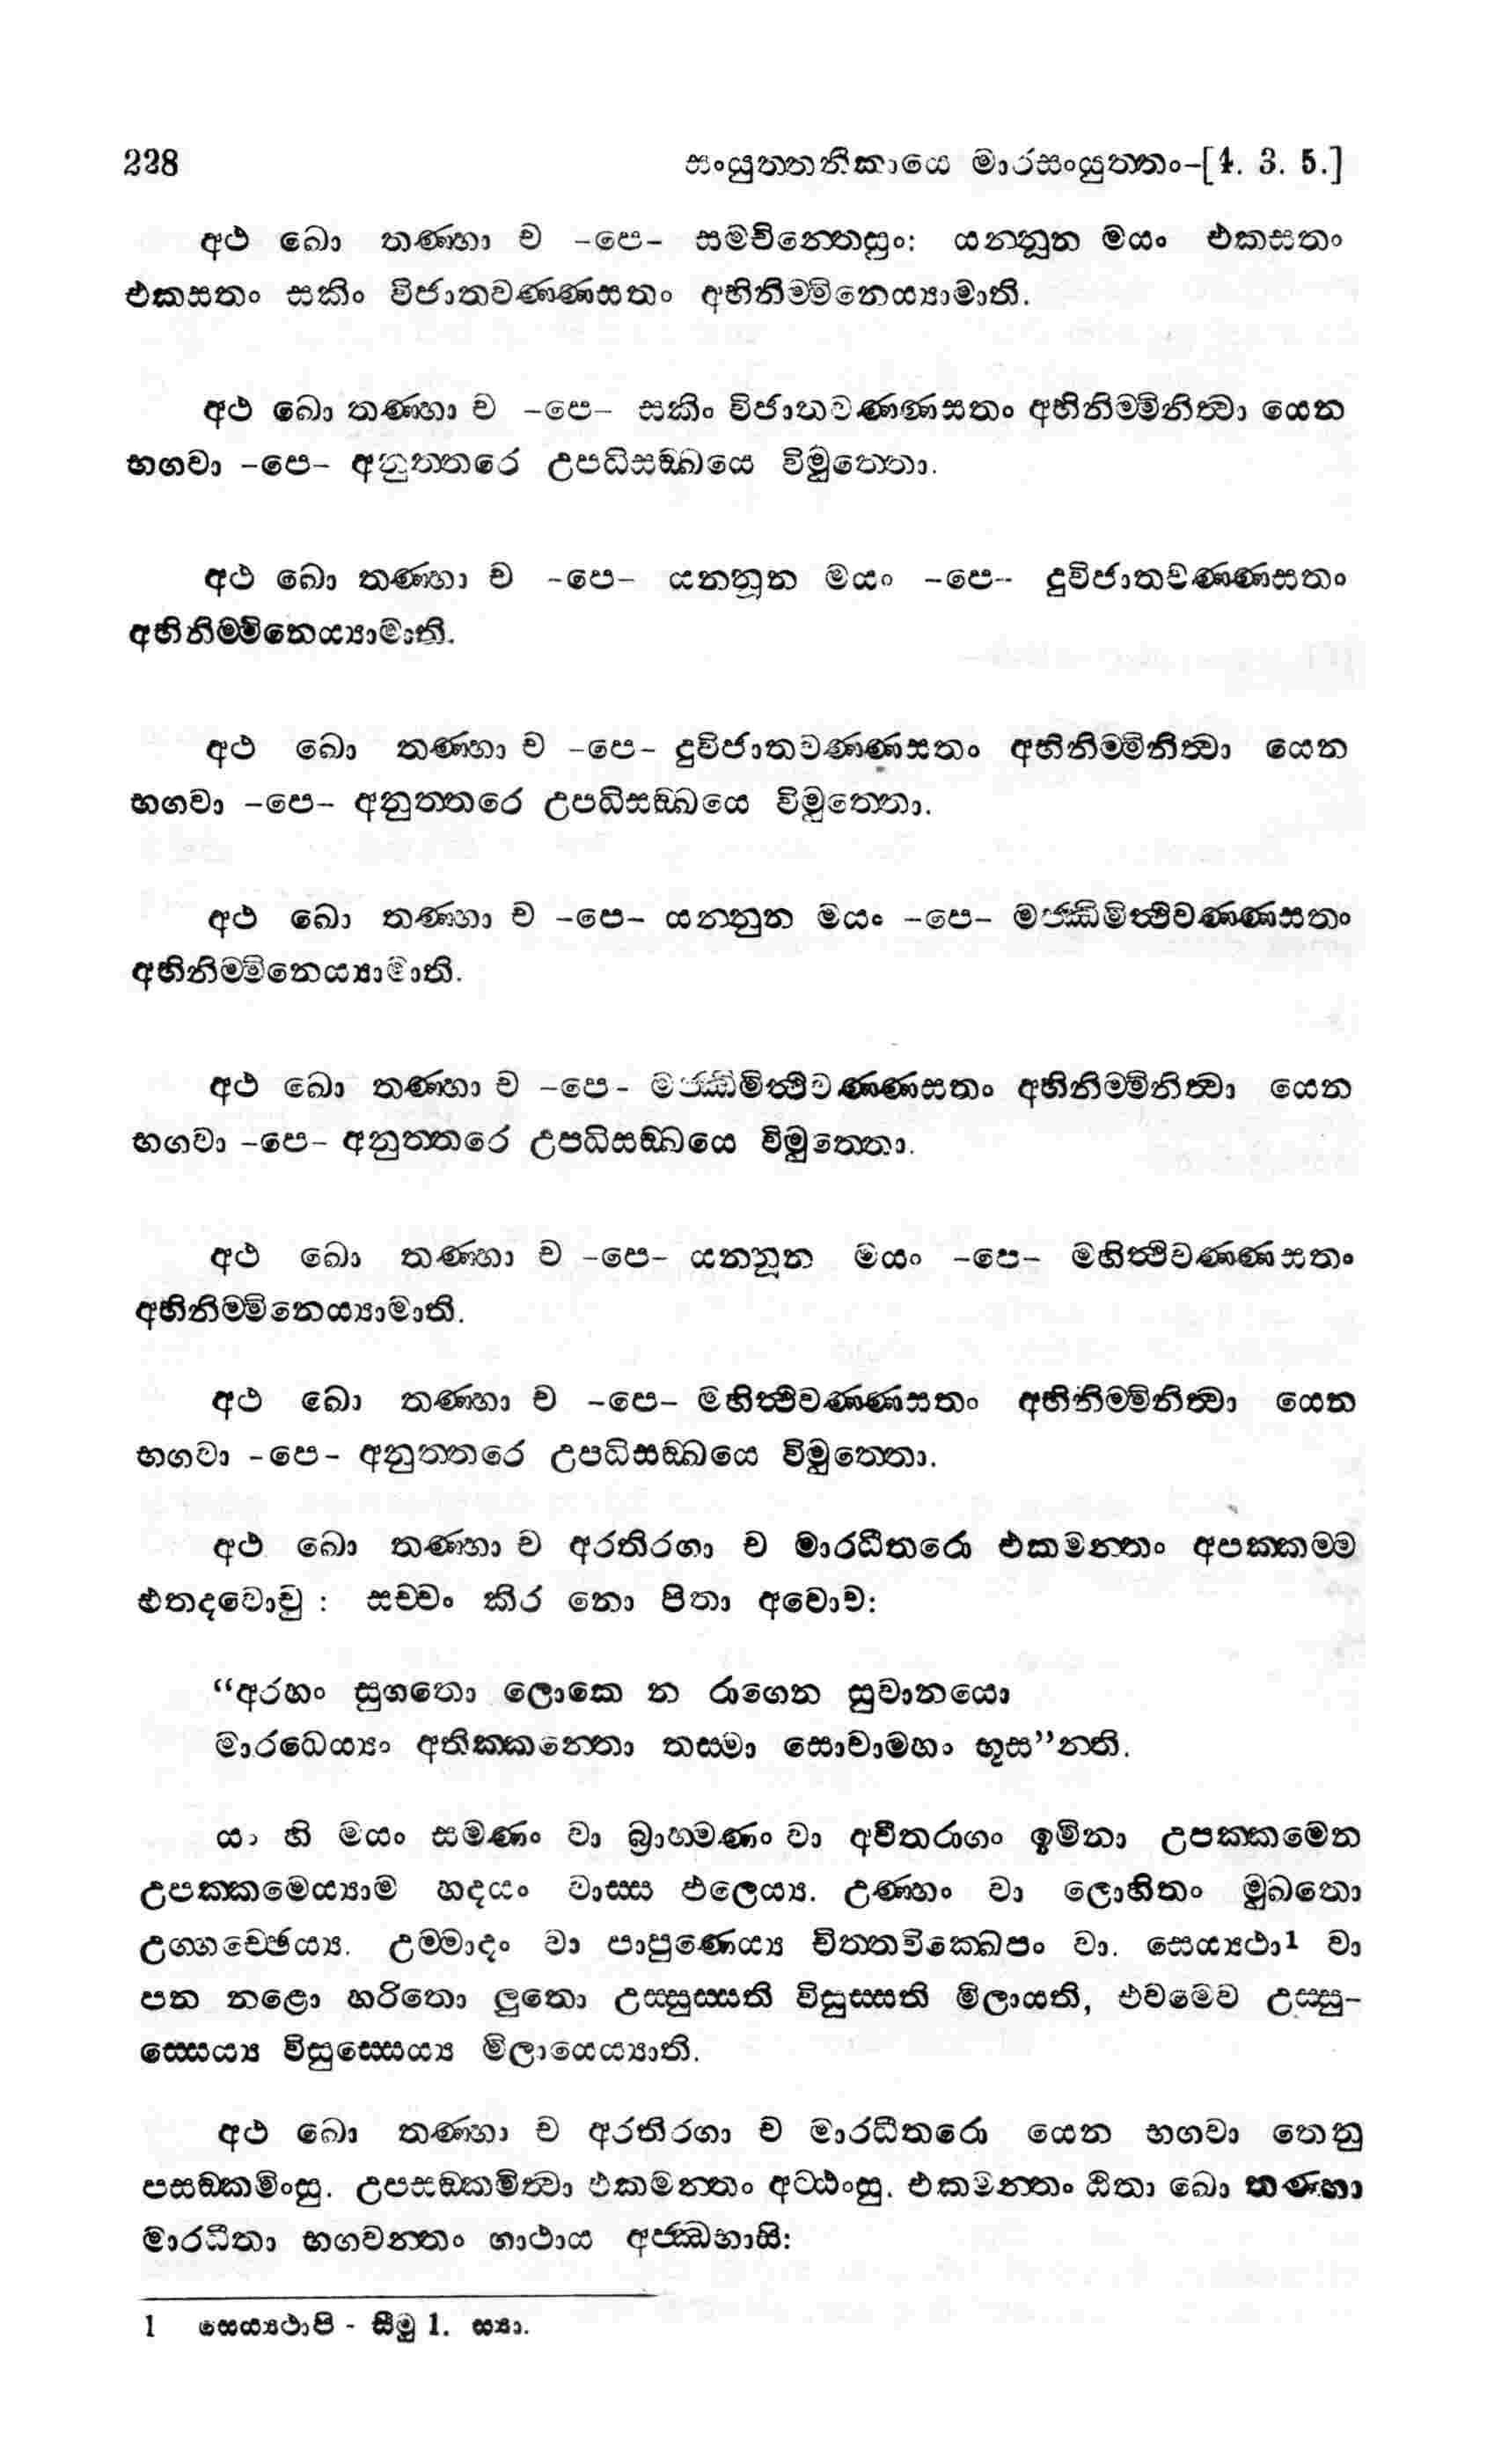 228 සංයුත්තනිකායෙ මාරසංයුත්තං-[4. 3. 5.]
අථ ඛො තණ්හා ච -පෙ- සමචින්තෙසුං: යන්නූන මයං එකසතං
එකසතං සකිං විජාතවණ්ණසතං අභිනිම්මිනෙය්‍යාමාති.
අථ ඛො තණ්හා ච -පෙ- සකිං විජාතවණ්ණසතං අභිනිම්මිනිත්වා යෙන
භගවා -පෙ- අනුත්තරෙ උපධිසඞ්ඛයෙ විමුත්තො.
අථ ඛො තණ්හා ච -පෙ- යන්නූන මයං -පෙ- දුවිජාතවණ්ණසතං
අභිනිම්මිනෙය්‍යාමාති.
අථ ඛො තණ්හා ච -පෙ- දුවිජාතවණ්ණසතං අභිනිම්මිනිත්වා යෙන
භගවා -පෙ- අනුත්තරෙ උපධිසඞ්ඛයෙ විමුත්තො.
අථ ඛො තණ්හා ච -පෙ- යන්නුන මයං -පෙ- මජ්ඣිමිත්ථිවණ්ණසතං
අභිනිම්මිනෙය්‍යාමාති.
අථ ඛො තණ්හා ච -පෙ- මජ්ඣිමිත්ථිවණ්ණසතං අභිනිම්මිනිත්වා යෙන
භගවා -පෙ- අනුත්තරෙ උපධිසඞ්ඛයෙ විමුත්තො.
අථ ඛො තණ්හා ච -පෙ- යන්නූන මයං -පෙ- මහිත්ථිවණ්ණසතං
අභිනිම්මිනෙය්‍යාමාති.
අථ ඛො තණ්හා ච -පෙ- මහිත්ථිවණ්ණසතං අභිනිම්මිනිත්වා යෙන
භගවා -පෙ- අනුත්තරෙ උපධිසඞ්ඛයෙ විමුත්තො.
අථ ඛො තණ්හා ච අරතිරගා ච මාරධීතරො එකමන්තං අපක්කම්ම
එතදවොචු : සච්චං කිර නො පිතා අවොච:
“අරහං සුගතො ලොකෙ න රාගෙන සුවානයො
මාරධෙය්‍යං අතික්කන්තො තස්මා සොචාමහං භූස”න්ති.
යං හි මයං සමණං වා බ්‍රාහ්මණං වා අවීතරාගං ඉමිනා උපක්කමෙන
උපක්කමෙය්‍යාම හදයං වාස්ස ඵලෙය්‍ය. උණ්හං වා ලොහිතං මුඛතො
උග්ගච්ඡෙය්‍ය. උම්මාදං වා පාපුණෙය්‍ය චිත්තවික්ඛෙපං වා. සෙය්‍යථා1 වා
පන නළො හරිතො ලුතො උස්සුස්සති විසුස්සති මිලායති, එවමෙව උස්සු-
ස්සෙය්‍ය විසුස්සෙය්‍ය මිලායෙය්‍යාති.
අථ ඛො තණ්හා ච අරතිරගා ච මාරධීතරො යෙන භගවා තෙනු
පසඞ්කමිංසු. උපසඞ්කමිත්වා එකමන්තං අට්ඨංසු. එකමන්තං ඨිතා ඛො තණ්හා
මාරධීතා භගවන්තං ගාථාය අජ්ඣභාසි:
1 සෙය්‍යථාපි - සීමු 1. ස්‍යා.